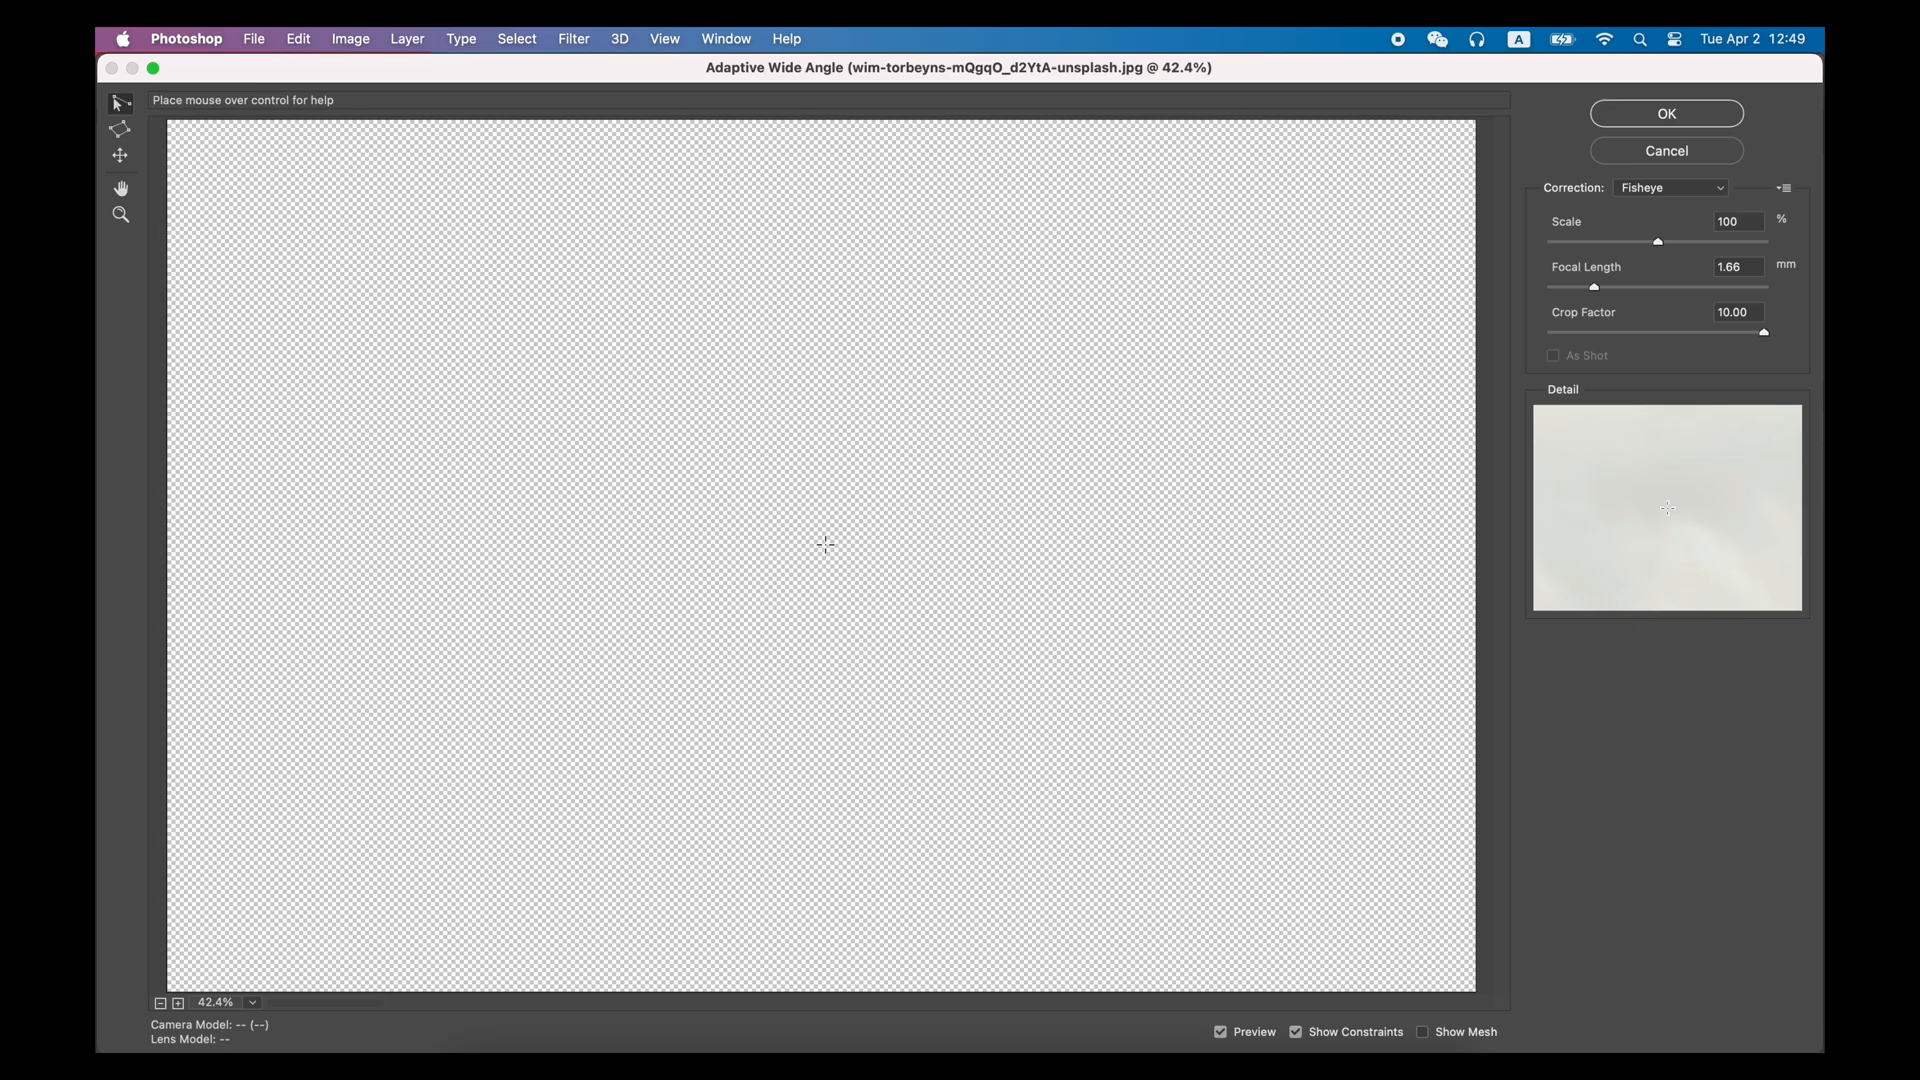 Photoshop File Edit Image Layer Type Select Filter 3D View Window Help A Tue Apr 2 12:49
Adaptive Wide Angle (wim-torbeyns-mQgqO_d2YtA-unsplash.jpg @ 42.4%)
Place mouse over control for help
OK
Cancel
Correction: Fisheye
Scale 100 %
Focal Length 1.66 mm
Crop Factor 10.00
As Shot
Detail
42.4%
Camera Model: -- (--)
Lens Model: --
Preview Show Constraints Show Mesh